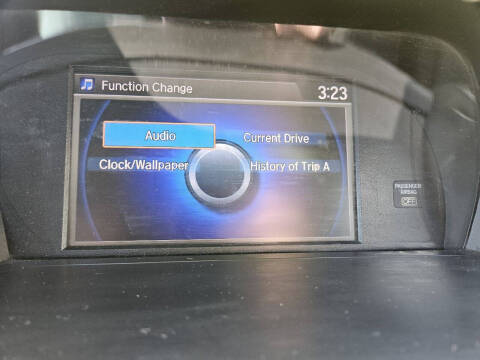 Function Change
3:23
Audio
Current Drive
Clock/Wallpaper
History of Trip A
PASSENGER
AIRBAG
OFF